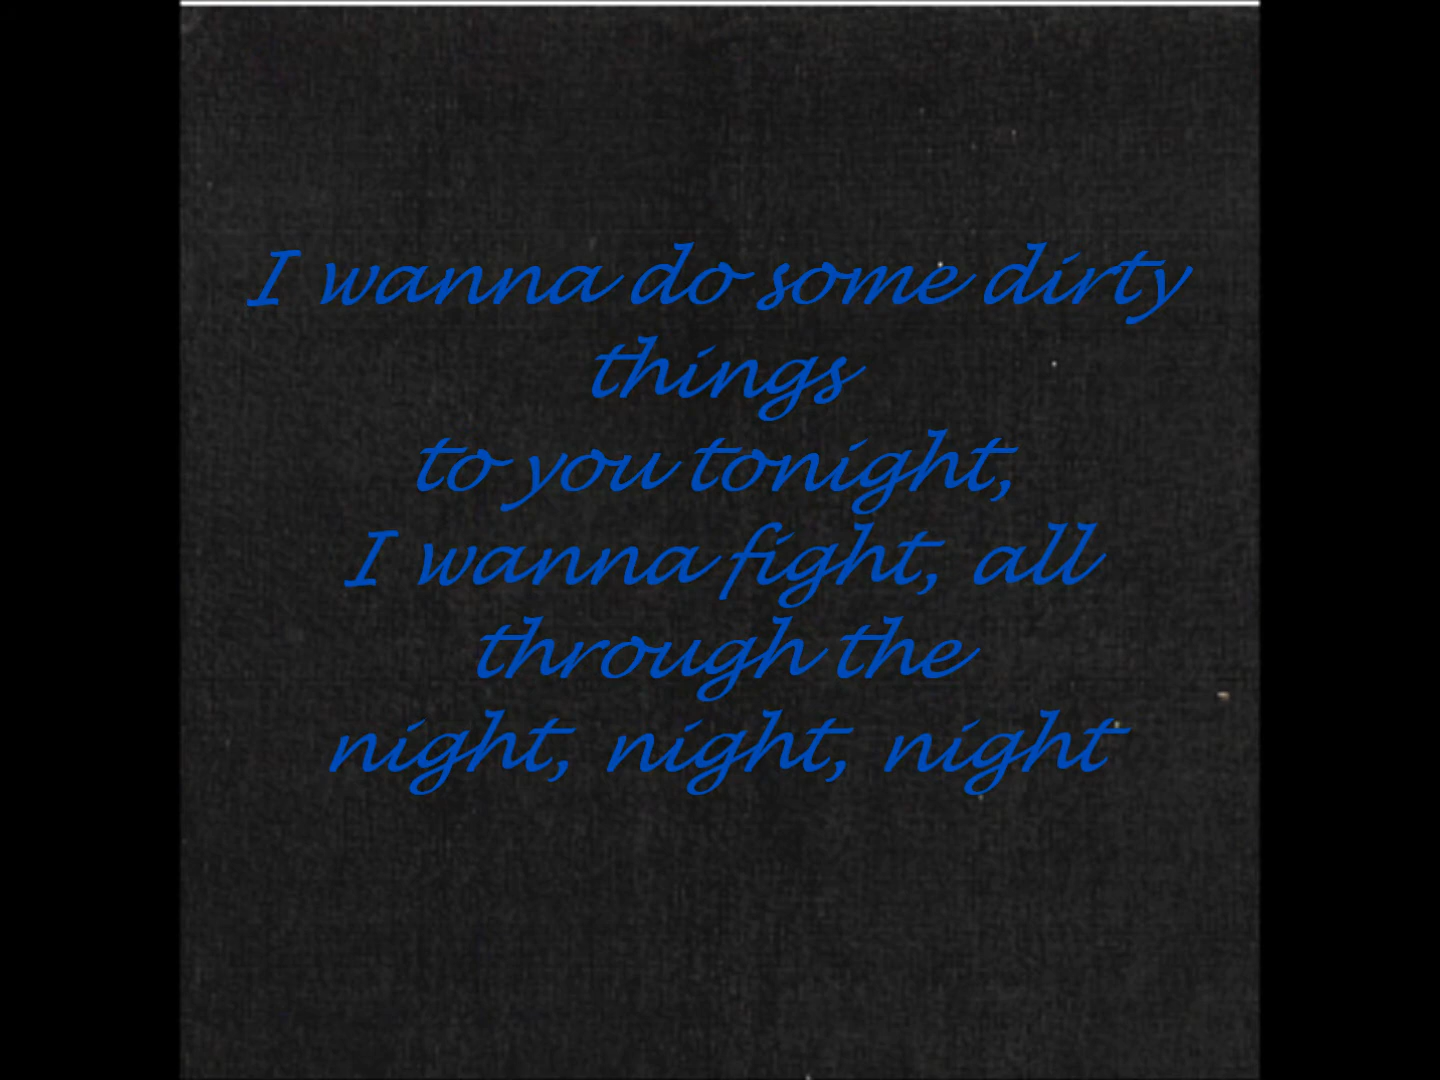 I wanna do some dirty
things
to you tonight,
I wanna fight, all
through the
night, night, night